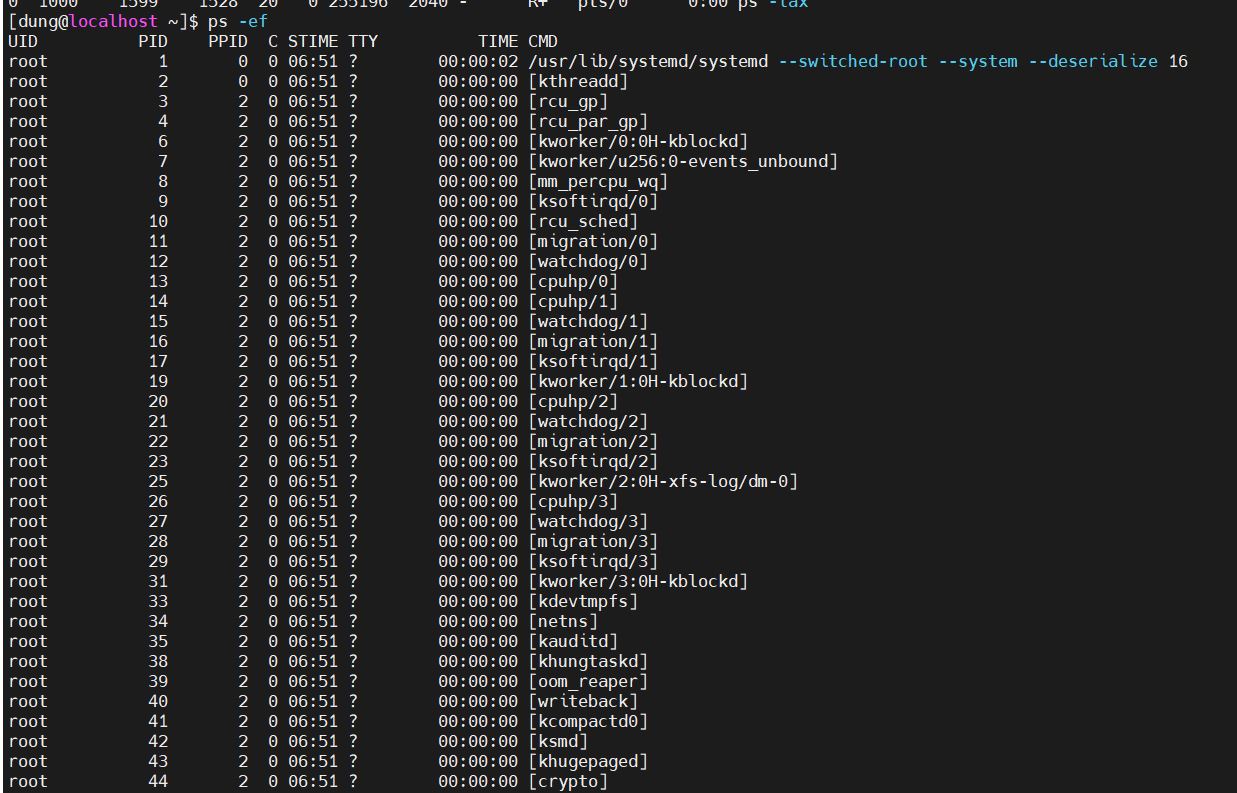 0 1000 1599 1528 20 0 255196 2040 - R+ pts/0 0:00 ps -lax
[dung@localhost ~]$ ps -ef
UID PID PPID C STIME TTY TIME CMD
root 1 0 0 06:51 ? 00:00:02 /usr/lib/systemd/systemd --switched-root --system --deserialize 16
root 2 0 0 06:51 ? 00:00:00 [kthreadd]
root 3 2 0 06:51 ? 00:00:00 [rcu_gp]
root 4 2 0 06:51 ? 00:00:00 [rcu_par_gp]
root 6 2 0 06:51 ? 00:00:00 [kworker/0:0H-kblockd]
root 7 2 0 06:51 ? 00:00:00 [kworker/u256:0-events_unbound]
root 8 2 0 06:51 ? 00:00:00 [mm_percpu_wq]
root 9 2 0 06:51 ? 00:00:00 [ksoftirqd/0]
root 10 2 0 06:51 ? 00:00:00 [rcu_sched]
root 11 2 0 06:51 ? 00:00:00 [migration/0]
root 12 2 0 06:51 ? 00:00:00 [watchdog/0]
root 13 2 0 06:51 ? 00:00:00 [cpuhp/0]
root 14 2 0 06:51 ? 00:00:00 [cpuhp/1]
root 15 2 0 06:51 ? 00:00:00 [watchdog/1]
root 16 2 0 06:51 ? 00:00:00 [migration/1]
root 17 2 0 06:51 ? 00:00:00 [ksoftirqd/1]
root 19 2 0 06:51 ? 00:00:00 [kworker/1:0H-kblockd]
root 20 2 0 06:51 ? 00:00:00 [cpuhp/2]
root 21 2 0 06:51 ? 00:00:00 [watchdog/2]
root 22 2 0 06:51 ? 00:00:00 [migration/2]
root 23 2 0 06:51 ? 00:00:00 [ksoftirqd/2]
root 25 2 0 06:51 ? 00:00:00 [kworker/2:0H-xfs-log/dm-0]
root 26 2 0 06:51 ? 00:00:00 [cpuhp/3]
root 27 2 0 06:51 ? 00:00:00 [watchdog/3]
root 28 2 0 06:51 ? 00:00:00 [migration/3]
root 29 2 0 06:51 ? 00:00:00 [ksoftirqd/3]
root 31 2 0 06:51 ? 00:00:00 [kworker/3:0H-kblockd]
root 33 2 0 06:51 ? 00:00:00 [kdevtmpfs]
root 34 2 0 06:51 ? 00:00:00 [netns]
root 35 2 0 06:51 ? 00:00:00 [kauditd]
root 38 2 0 06:51 ? 00:00:00 [khungtaskd]
root 39 2 0 06:51 ? 00:00:00 [oom_reaper]
root 40 2 0 06:51 ? 00:00:00 [writeback]
root 41 2 0 06:51 ? 00:00:00 [kcompactd0]
root 42 2 0 06:51 ? 00:00:00 [ksmd]
root 43 2 0 06:51 ? 00:00:00 [khugepaged]
root 44 2 0 06:51 ? 00:00:00 [crypto]